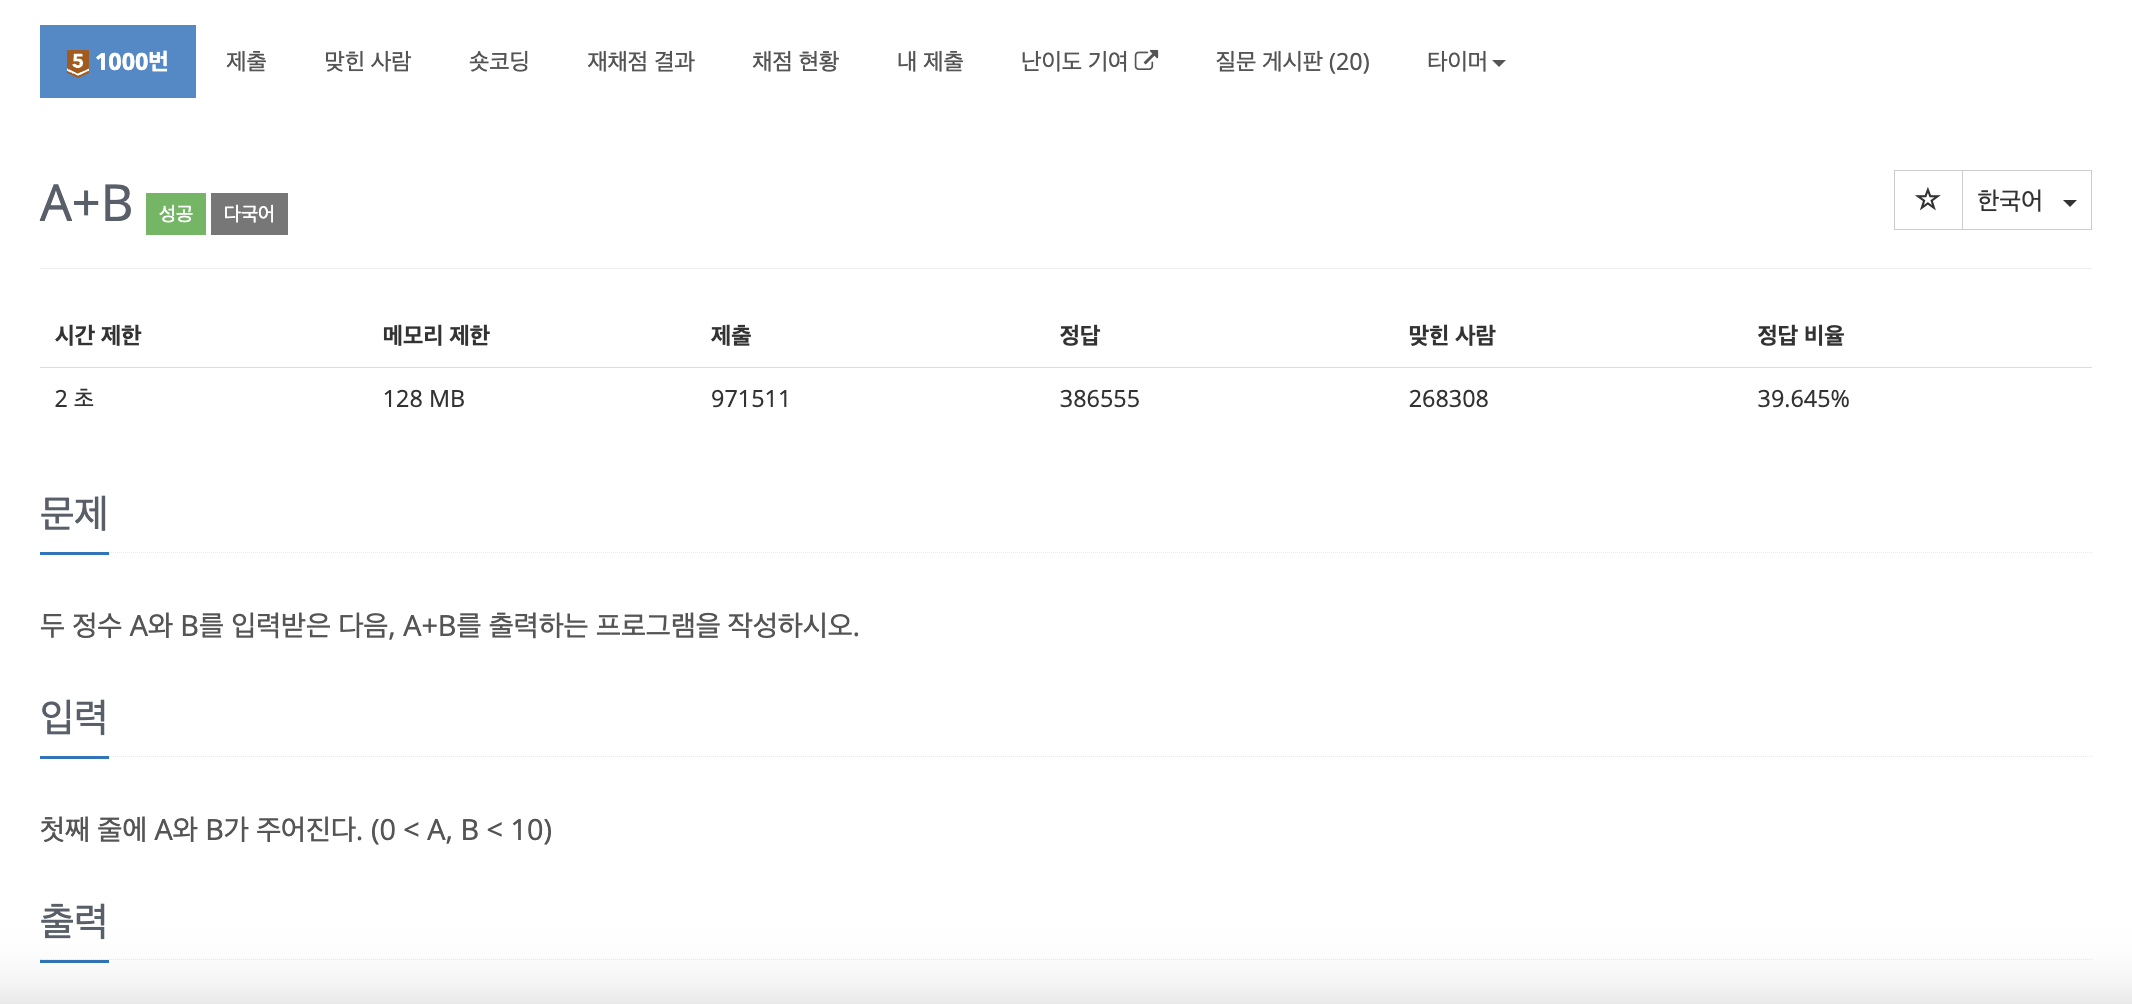 5 1000번 제출 맞힌 사람 숏코딩 재채점 결과 채점 현황 내 제출 난이도 기여 질문 게시판 (20) 타이머
A+B 성공 다국어 한국어
시간 제한 메모리 제한 제출 정답 맞힌 사람 정답 비율
2 초 128 MB 971511 386555 268308 39.645%
문제
두 정수 A와 B를 입력받은 다음, A+B를 출력하는 프로그램을 작성하시오.
입력
첫째 줄에 A와 B가 주어진다. (0 < A, B < 10)
출력